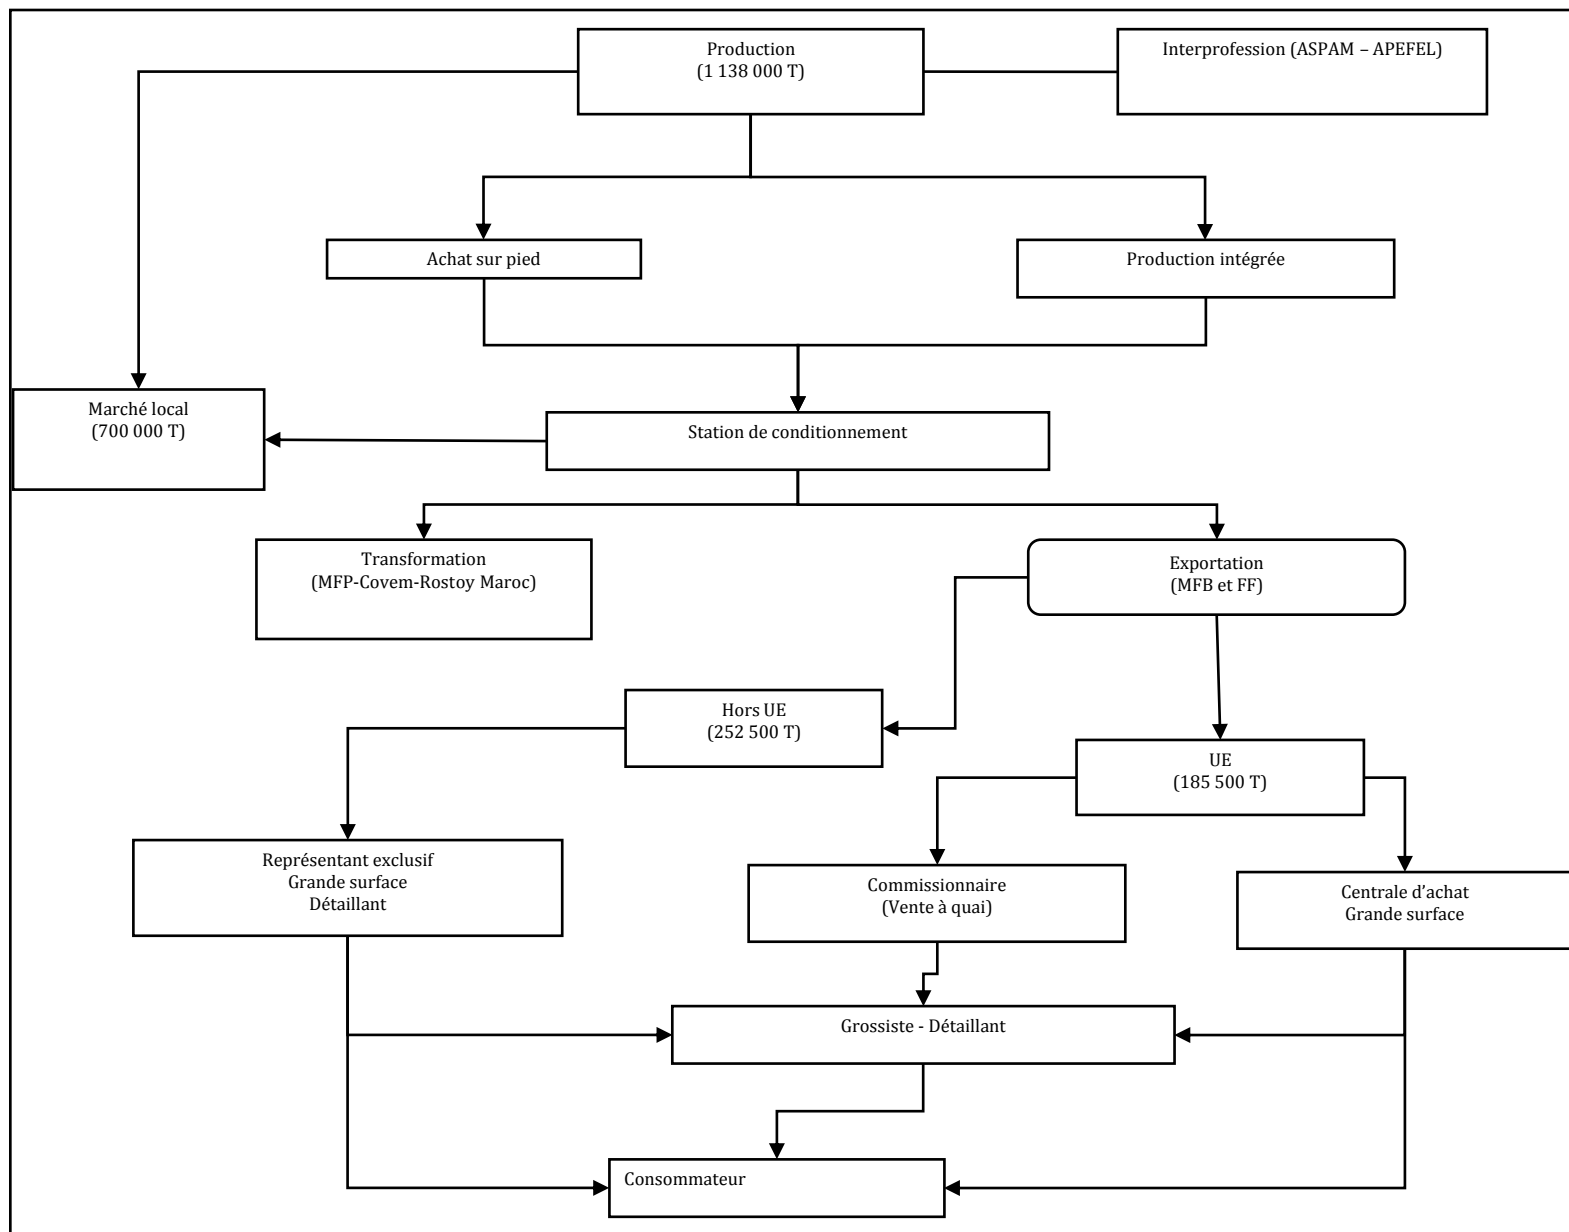 Production
(1 138 000 T)
Interprofession (ASPAM – APEFEL)
Achat sur pied
Production intégrée
Marché local
(700 000 T)
Station de conditionnement
Transformation
(MFP-Covem-Rostoy Maroc)
Exportation
(MFB et FF)
Hors UE
(252 500 T)
UE
(185 500 T)
Représentant exclusif
Grande surface
Détaillant
Commissionnaire
(Vente à quai)
Centrale d’achat
Grande surface
Grossiste - Détaillant
Consommateur